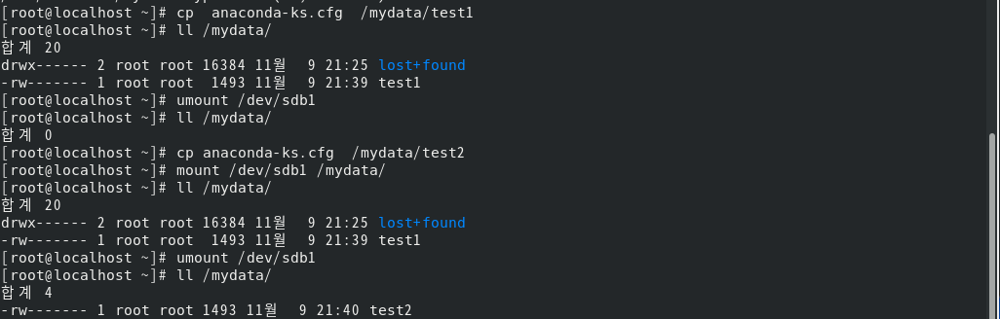 [root@localhost ~]# cp  anaconda-ks.cfg  /mydata/test1
[root@localhost ~]# ll /mydata/
합계 20
drwx------ 2 root root 16384 11월  9 21:25 lost+found
-rw------- 1 root root  1493 11월  9 21:39 test1
[root@localhost ~]# umount /dev/sdb1
[root@localhost ~]# ll /mydata/
합계 0
[root@localhost ~]# cp anaconda-ks.cfg  /mydata/test2
[root@localhost ~]# mount /dev/sdb1 /mydata/
[root@localhost ~]# ll /mydata/
합계 20
drwx------ 2 root root 16384 11월  9 21:25 lost+found
-rw------- 1 root root  1493 11월  9 21:39 test1
[root@localhost ~]# umount /dev/sdb1
[root@localhost ~]# ll /mydata/
합계 4
-rw------- 1 root root 1493 11월  9 21:40 test2